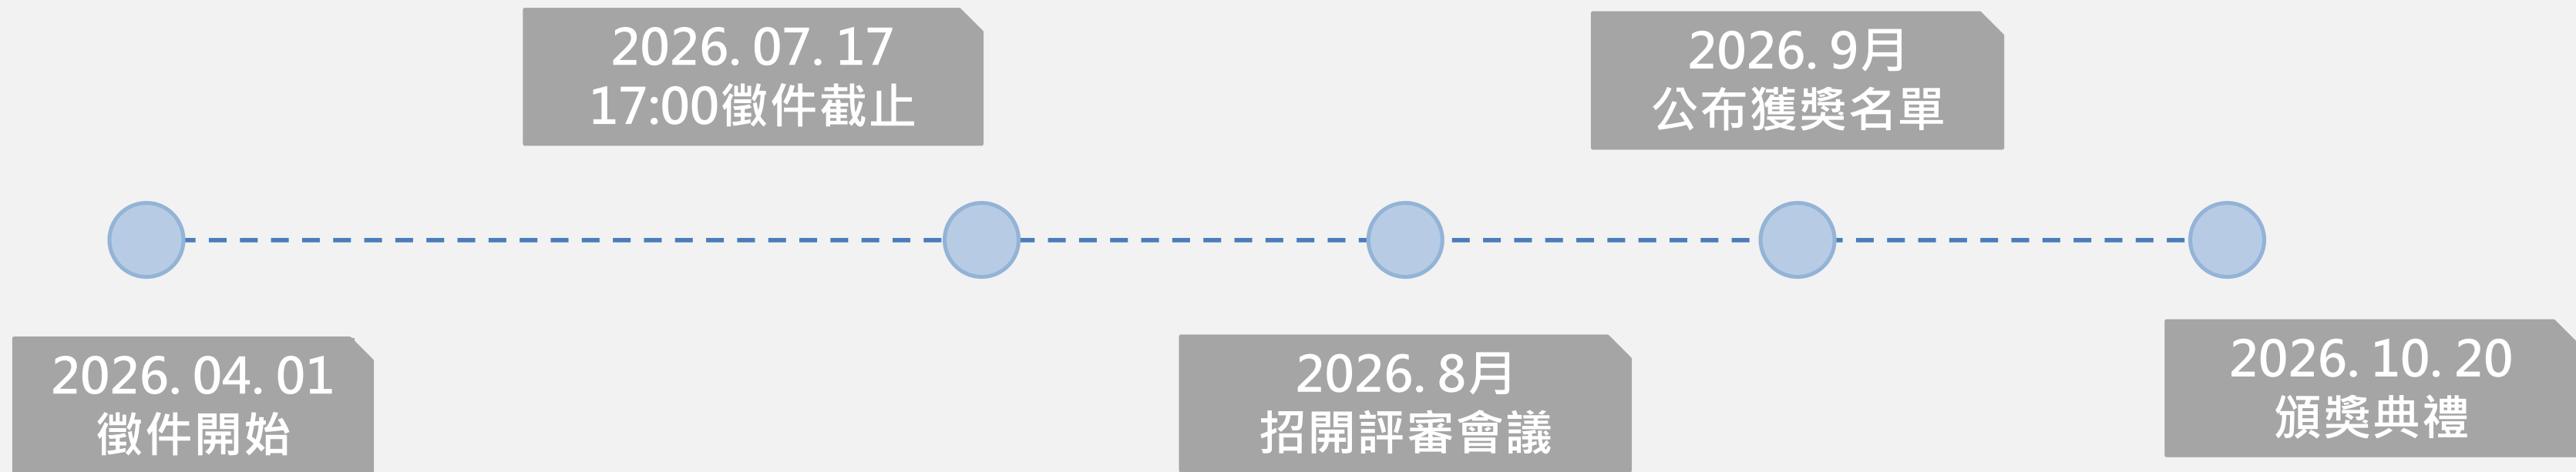 2026. 04. 01
徵件開始
2026. 07. 17
17:00徵件截止
2026. 8月
招開評審會議
2026. 9月
公布獲獎名單
2026. 10. 20
頒獎典禮